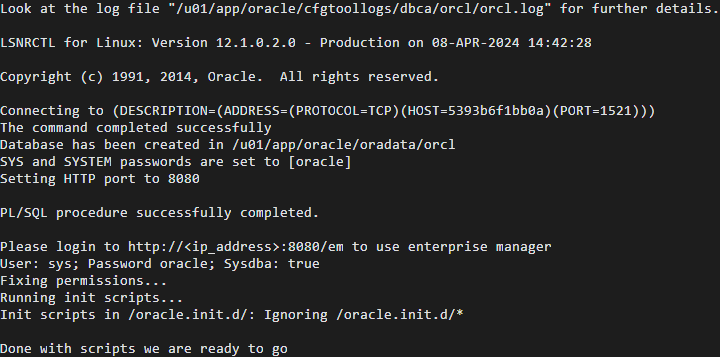 Look at the log file "/u01/app/oracle/cfgtoollogs/dbca/orcl/orcl.log" for further details.
LSNRCTL for Linux: Version 12.1.0.2.0 - Production on 08-APR-2024 14:42:28
Copyright (c) 1991, 2014, Oracle.  All rights reserved.
Connecting to (DESCRIPTION=(ADDRESS=(PROTOCOL=TCP)(HOST=5393b6f1bb0a)(PORT=1521)))
The command completed successfully
Database has been created in /u01/app/oracle/oradata/orcl
SYS and SYSTEM passwords are set to [oracle]
Setting HTTP port to 8080
PL/SQL procedure successfully completed.
Please login to http://<ip_address>:8080/em to use enterprise manager
User: sys; Password oracle; Sysdba: true
Fixing permissions...
Running init scripts...
Init scripts in /oracle.init.d/: Ignoring /oracle.init.d/*
Done with scripts we are ready to go